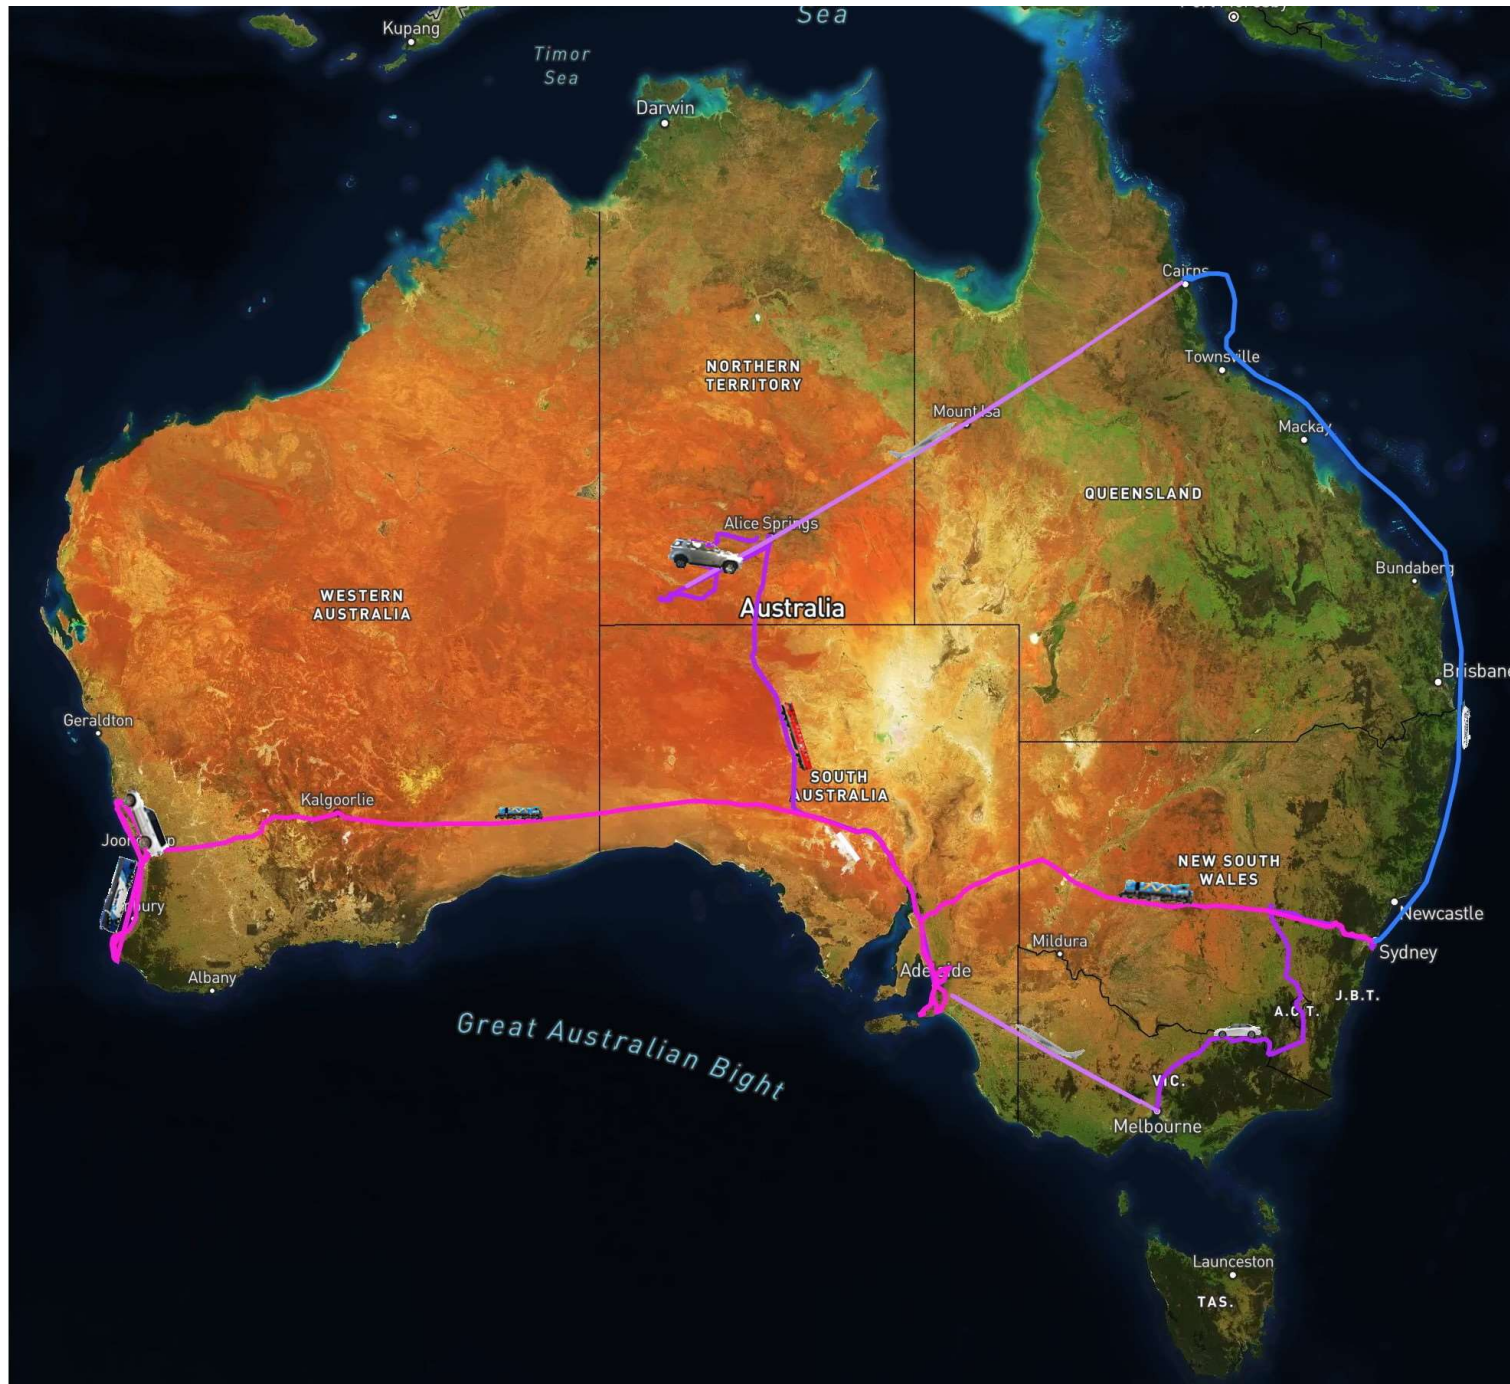 Kupang
Sea
Timor
Sea
Darwin
Cairns
NORTHERN
TERRITORY
Townsville
Mount Isa
Mackay
QUEENSLAND
Alice Springs
Bundaberg
WESTERN
AUSTRALIA
Australia
Brisbane
Geraldton
SOUTH
AUSTRALIA
Kalgoorlie
NEW SOUTH
WALES
Newcastle
Mildura
Sydney
Adelaide
Albany
J.B.T.
A.C.T.
Great Australian Bight
VIC.
Melbourne
Launceston
TAS.